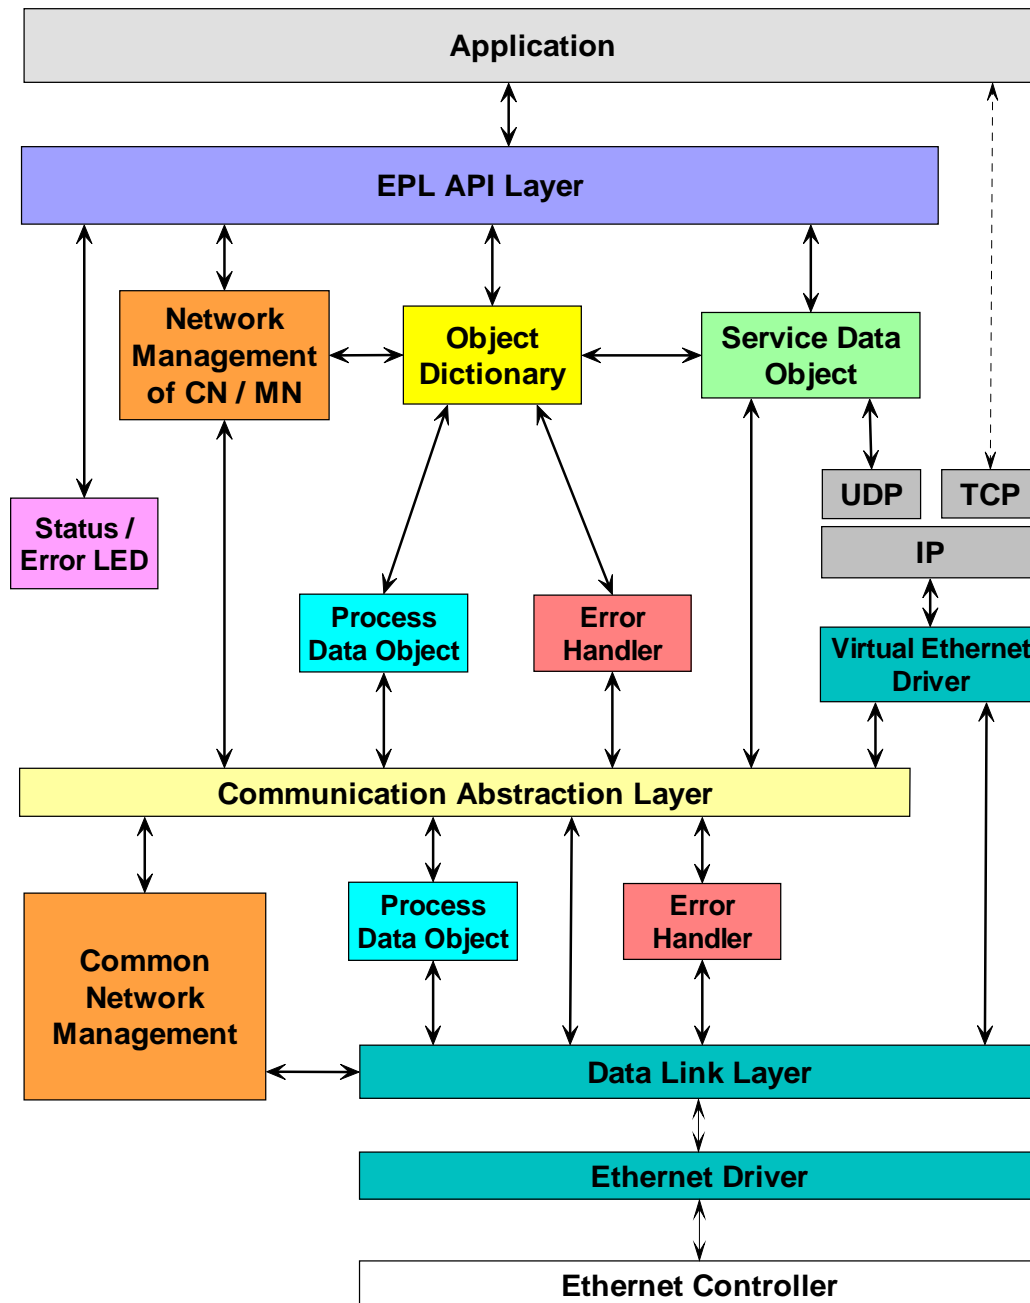 Application
EPL API Layer
Network
Management
of CN / MN
Object
Dictionary
Service Data
Object
UDP
TCP
Status /
Error LED
IP
Process
Data Object
Error
Handler
Virtual Ethernet
Driver
Communication Abstraction Layer
Common
Network
Management
Process
Data Object
Error
Handler
Data Link Layer
Ethernet Driver
Ethernet Controller